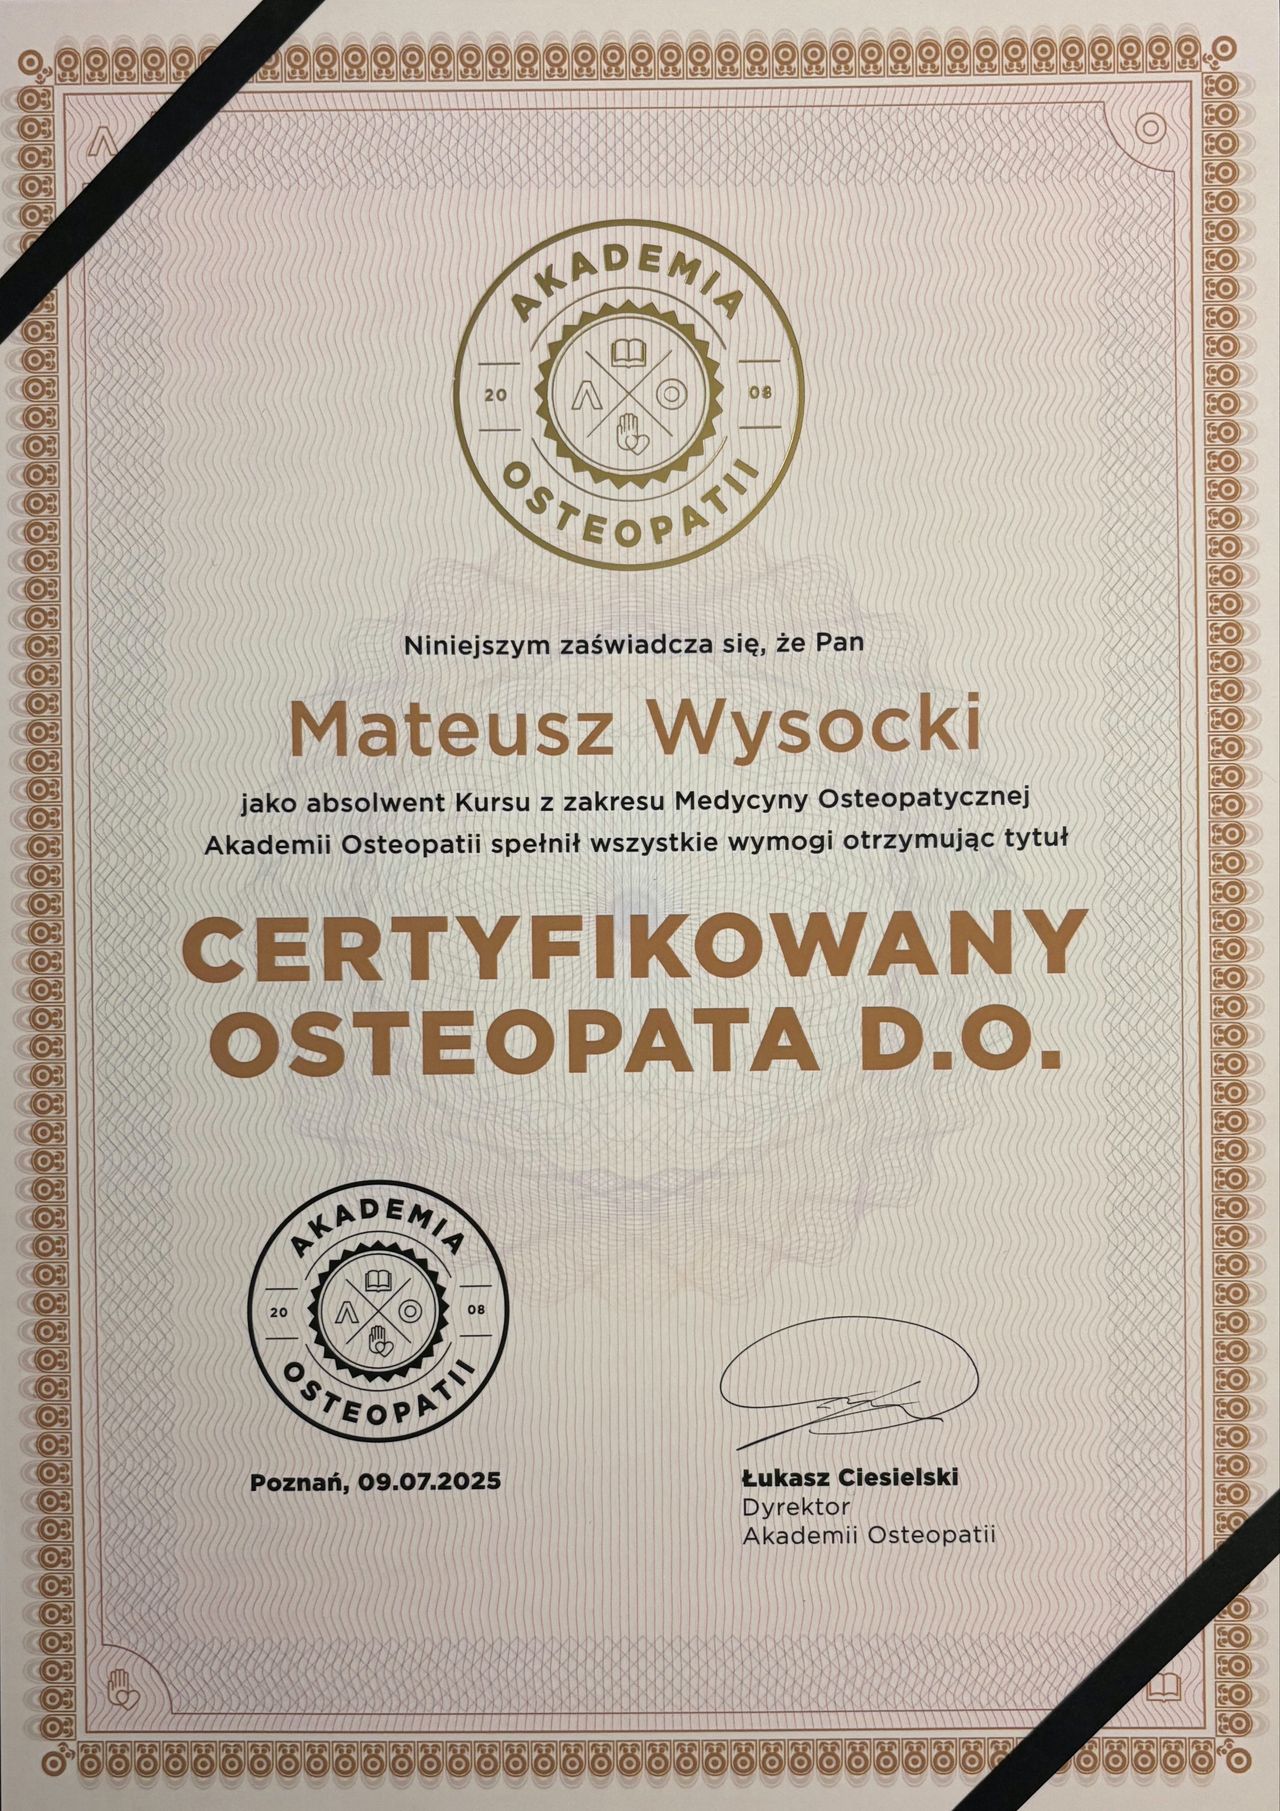 AKADEMIA
20 08
OSTEOPATII
Niniejszym zaświadcza się, że Pan
Mateusz Wysocki
jako absolwent Kursu z zakresu Medycyny Osteopatycznej
Akademii Osteopatii spełnił wszystkie wymogi otrzymując tytuł
CERTYFIKOWANY
OSTEOPATA D.O.
AKADEMIA
20 08
OSTEOPATII
Poznań, 09.07.2025
Łukasz Ciesielski
Dyrektor
Akademii Osteopatii